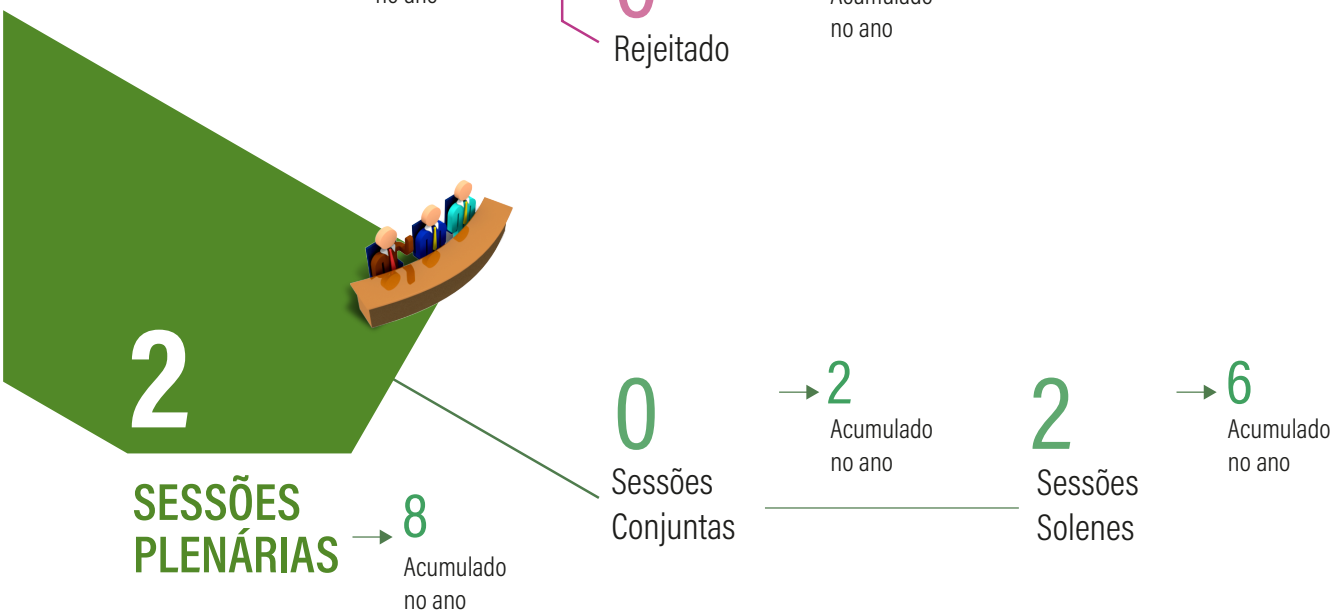 no ano
Rejeitado
Acumulado
no ano
2
SESSÕES
PLENÁRIAS
8
Acumulado
no ano
0
Sessões
Conjuntas
2
Acumulado
no ano
2
Sessões
Solenes
6
Acumulado
no ano